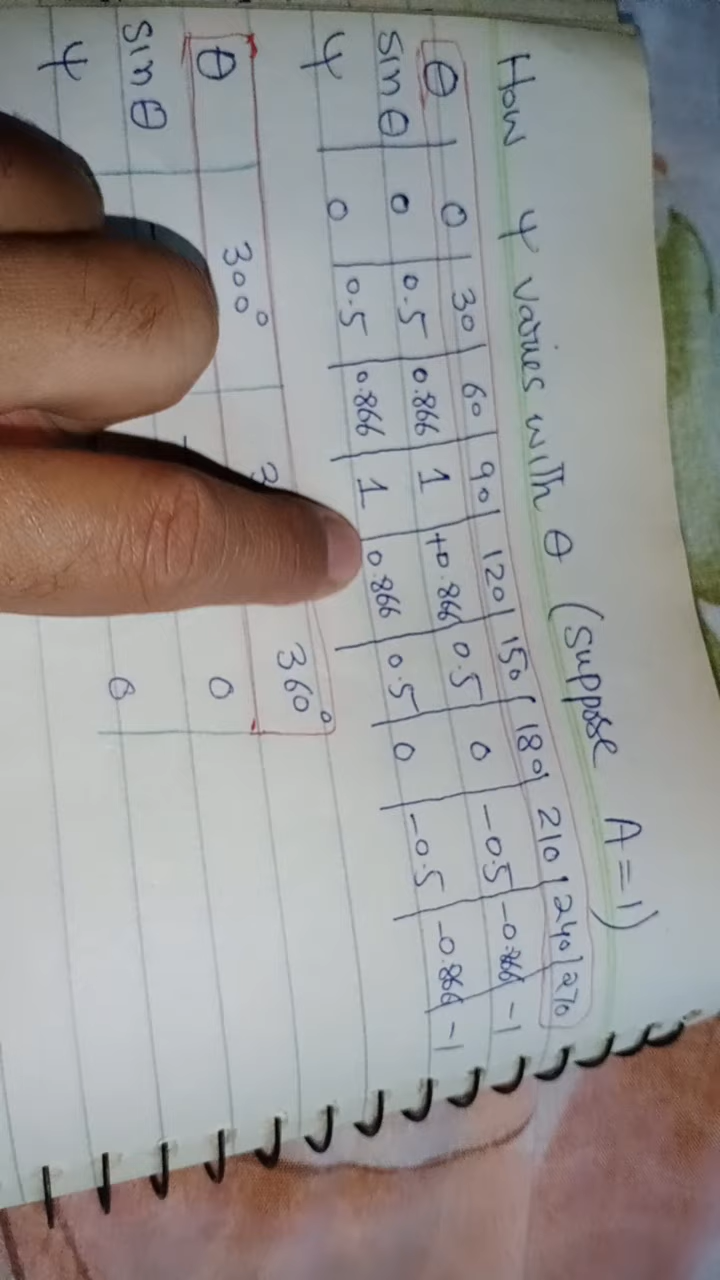 How ψ varies with θ (suppose A=1)
θ 0 30 60 90 120 150 180 210 240 270
sin θ 0 0.5 0.866 1 +0.866 0.5 0 -0.5 -0.866 -1
ψ 0 0.5 0.866 1 0.866 0.5 0 -0.5 -0.866 -1
θ 300° 3 360°
sin θ 0
ψ 0